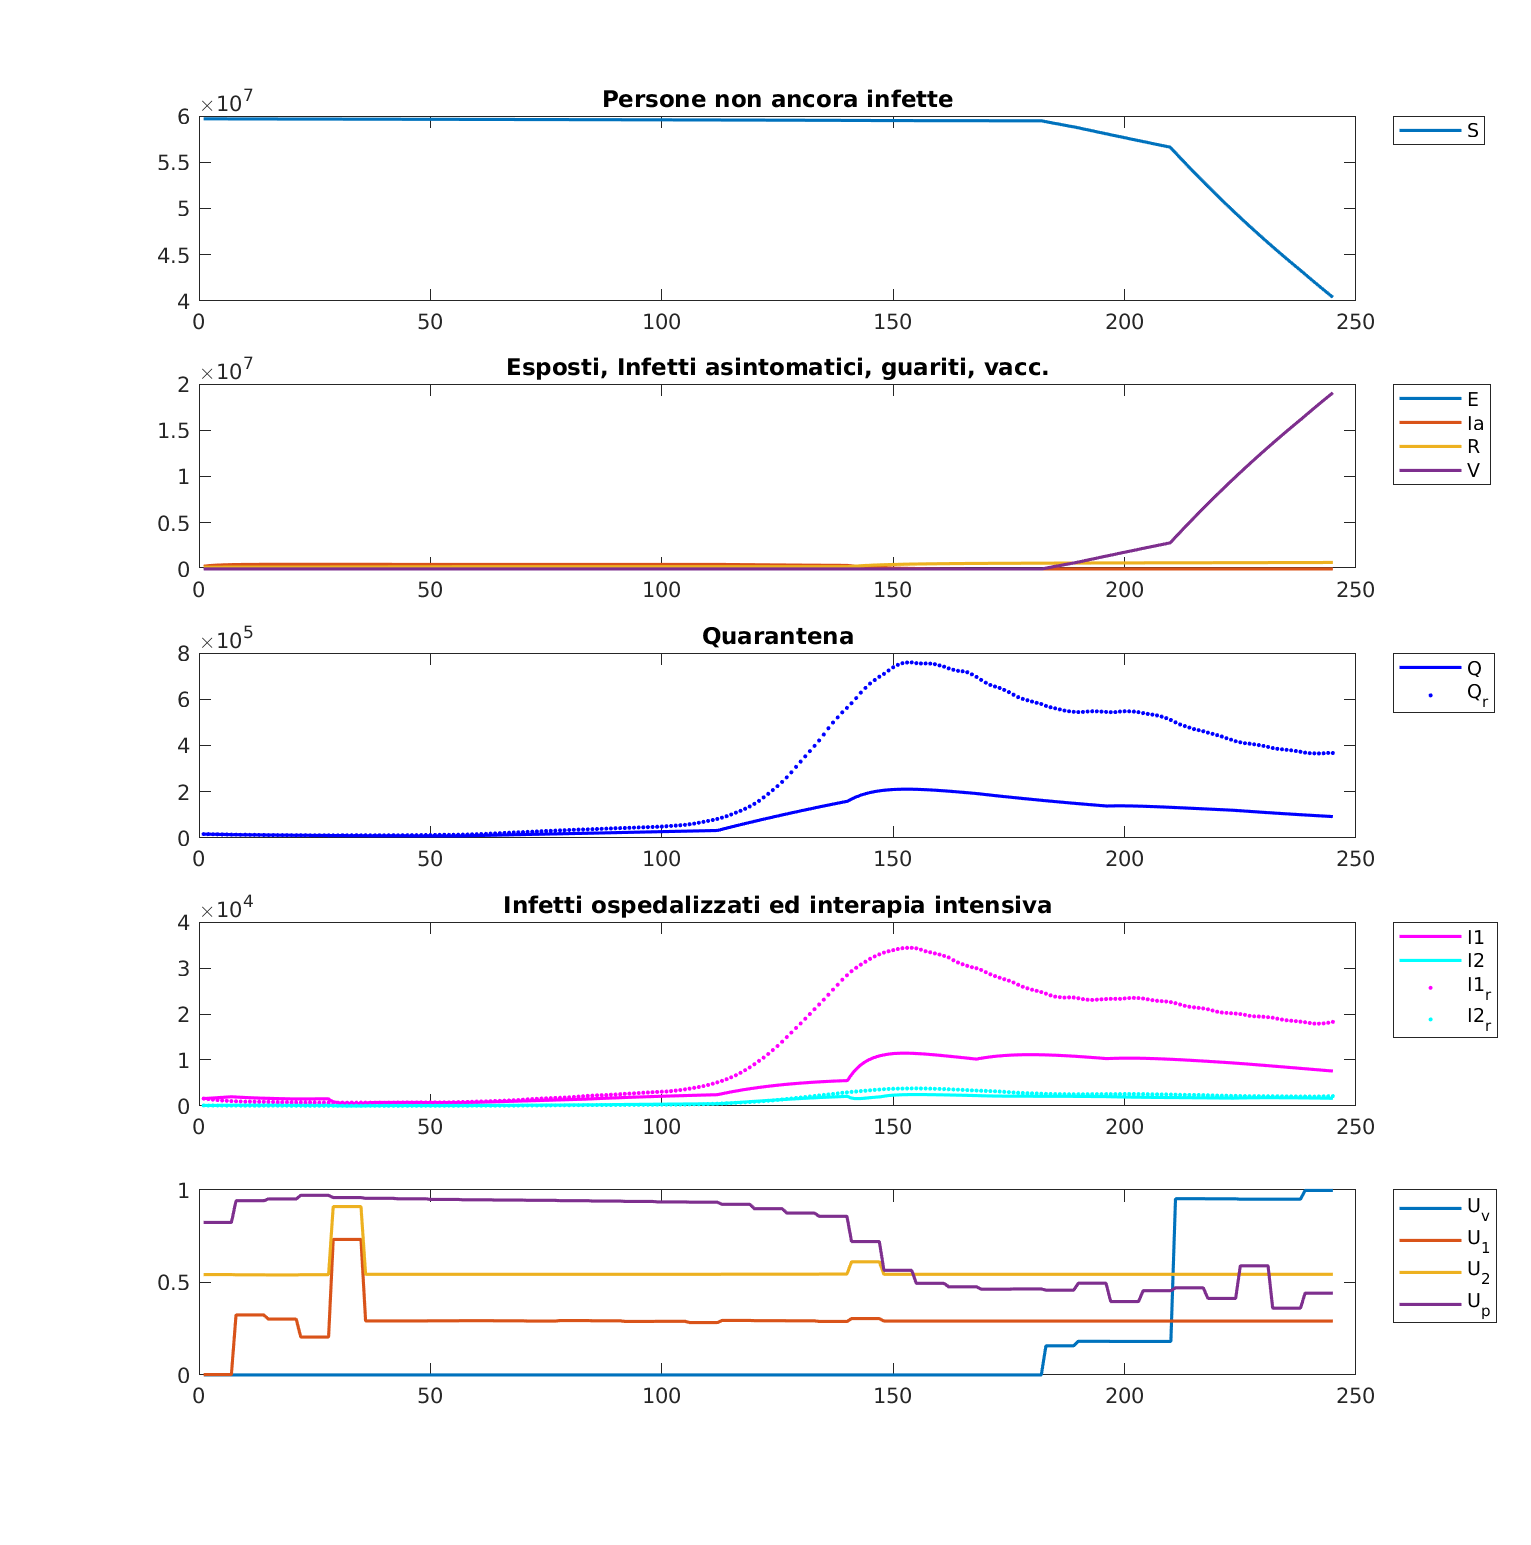 Persone non ancora infette
×10^7
6
5.5
5
4.5
4
0 50 100 150 200 250
S
Esposti, Infetti asintomatici, guariti, vacc.
×10^7
2
1.5
1
0.5
0
0 50 100 150 200 250
E
Ia
R
V
Quarantena
×10^5
8
6
4
2
0
0 50 100 150 200 250
Q
Q_r
Infetti ospedalizzati ed interapia intensiva
×10^4
4
3
2
1
0
0 50 100 150 200 250
I1
I2
I1_r
I2_r
1
0.5
0
0 50 100 150 200 250
U_v
U_1
U_2
U_p